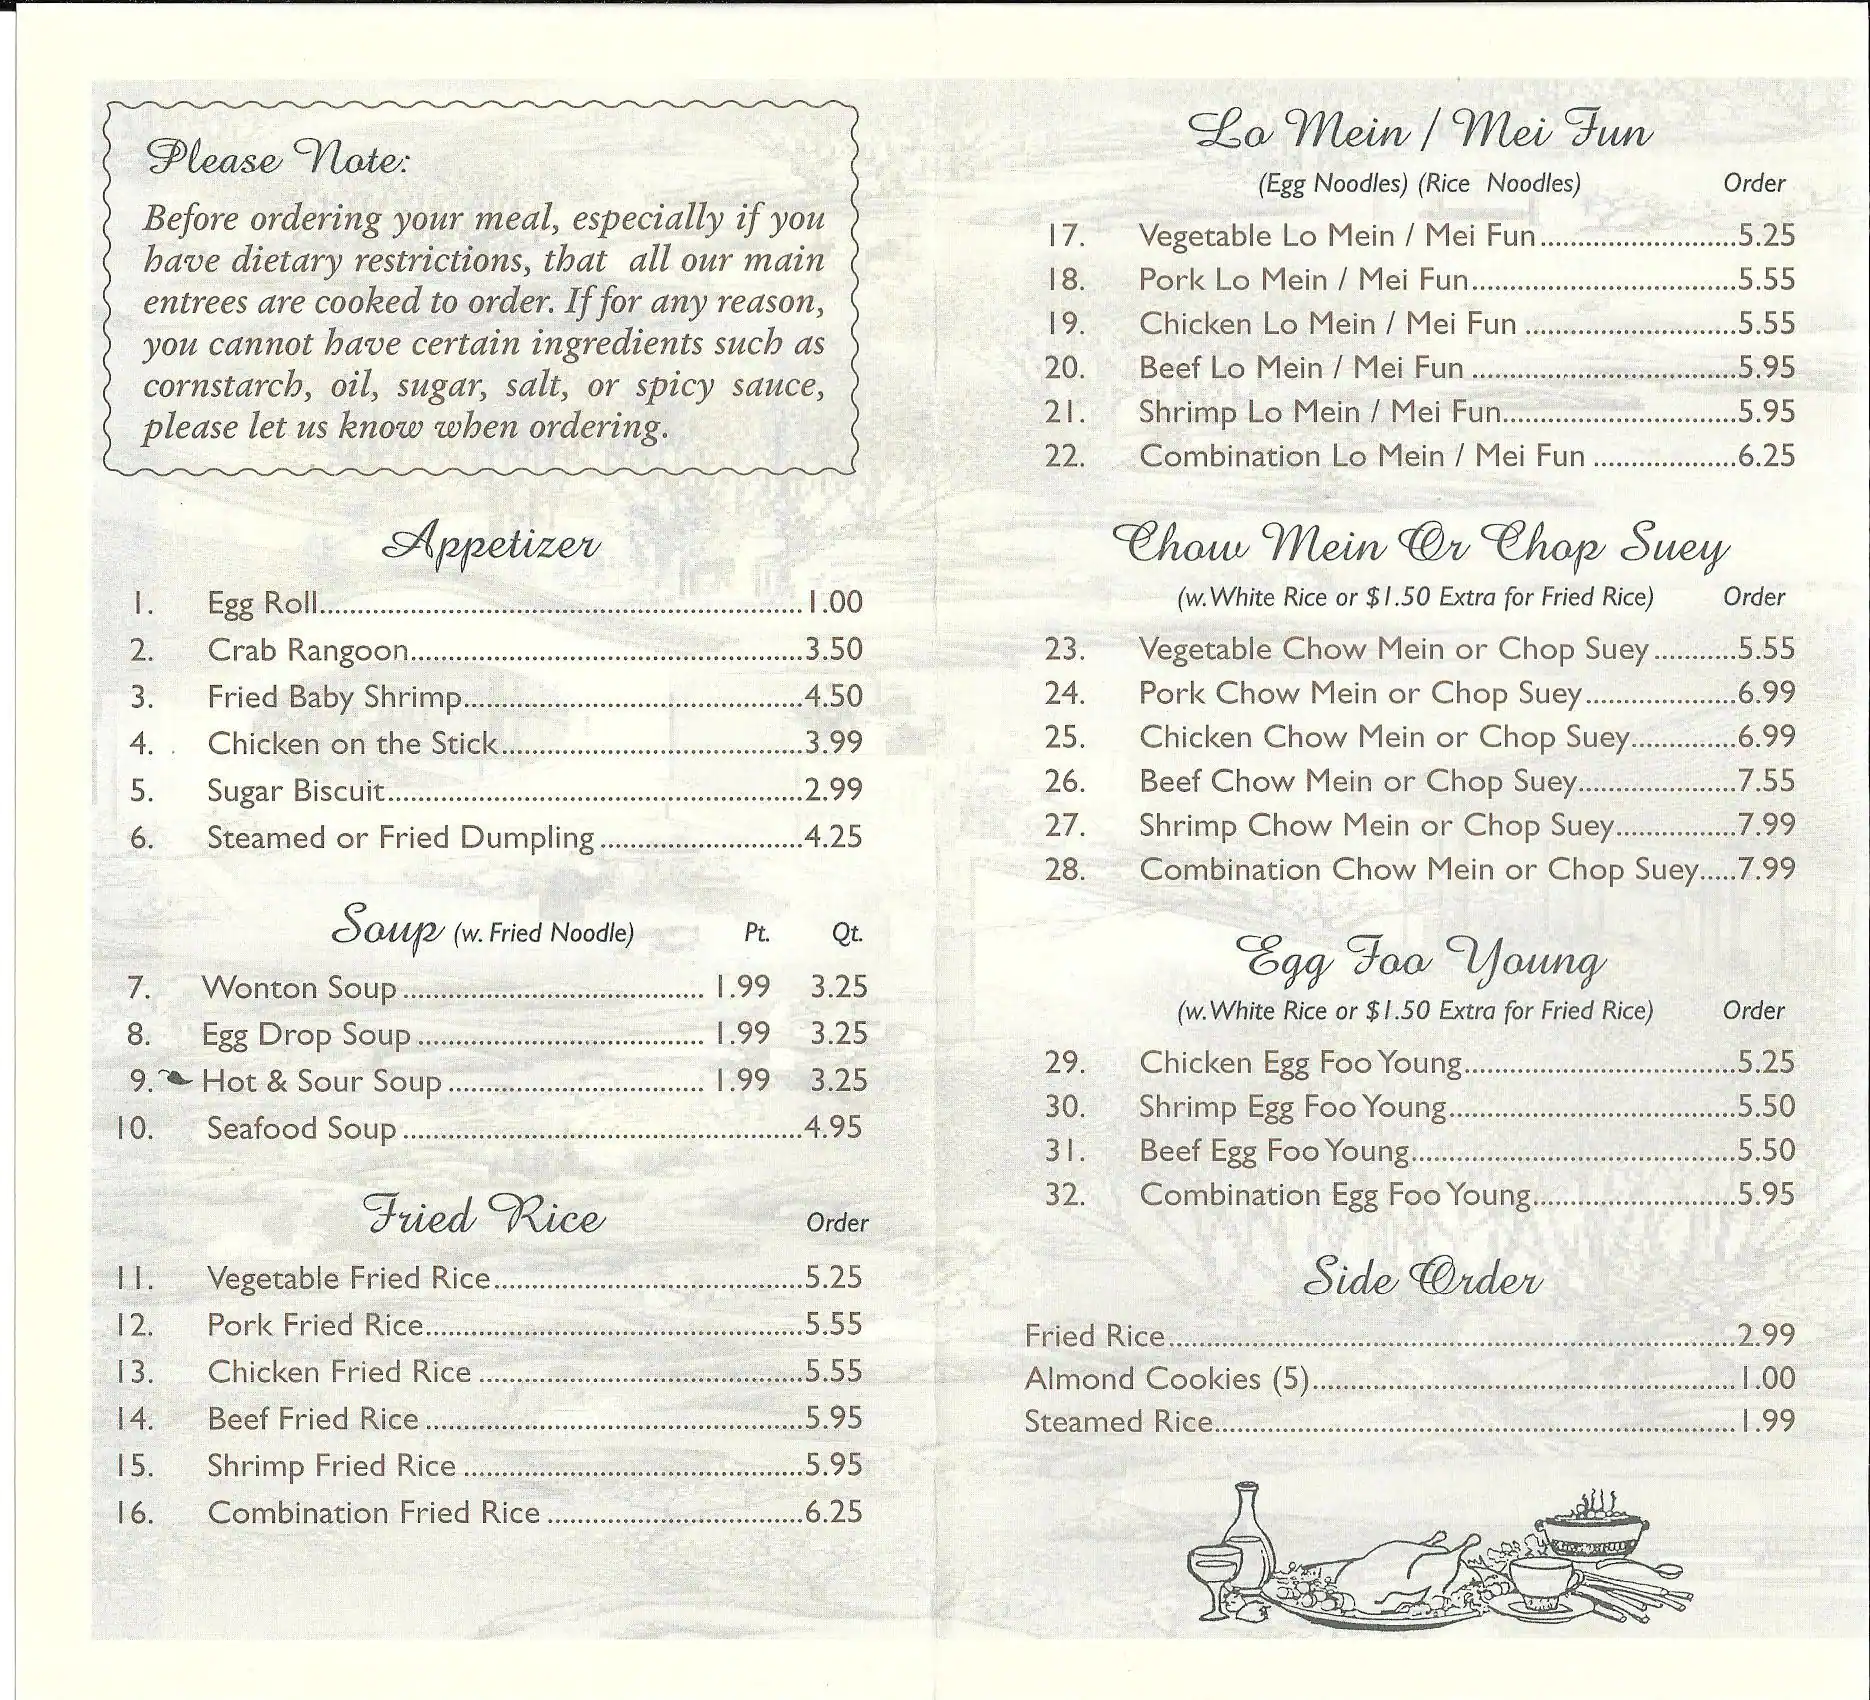 Please Note:
Before ordering your meal, especially if you
have dietary restrictions, that all our main
entrees are cooked to order. If for any reason,
you cannot have certain ingredients such as
cornstarch, oil, sugar, salt, or spicy sauce,
please let us know when ordering.
Appetizer
1. Egg Roll 1.00
2. Crab Rangoon 3.50
3. Fried Baby Shrimp 4.50
4. Chicken on the Stick 3.99
5. Sugar Biscuit 2.99
6. Steamed or Fried Dumpling 4.25
Soup (w. Fried Noodle) Pt. Qt.
7. Wonton Soup 1.99 3.25
8. Egg Drop Soup 1.99 3.25
9. Hot & Sour Soup 1.99 3.25
10. Seafood Soup 4.95
Fried Rice Order
11. Vegetable Fried Rice 5.25
12. Pork Fried Rice 5.55
13. Chicken Fried Rice 5.55
14. Beef Fried Rice 5.95
15. Shrimp Fried Rice 5.95
16. Combination Fried Rice 6.25
Lo Mein / Mei Fun
(Egg Noodles) (Rice Noodles) Order
17. Vegetable Lo Mein / Mei Fun 5.25
18. Pork Lo Mein / Mei Fun 5.55
19. Chicken Lo Mein / Mei Fun 5.55
20. Beef Lo Mein / Mei Fun 5.95
21. Shrimp Lo Mein / Mei Fun 5.95
22. Combination Lo Mein / Mei Fun 6.25
Chow Mein Or Chop Suey
(w. White Rice or $1.50 Extra for Fried Rice) Order
23. Vegetable Chow Mein or Chop Suey 5.55
24. Pork Chow Mein or Chop Suey 6.99
25. Chicken Chow Mein or Chop Suey 6.99
26. Beef Chow Mein or Chop Suey 7.55
27. Shrimp Chow Mein or Chop Suey 7.99
28. Combination Chow Mein or Chop Suey 7.99
Egg Foo Young
(w. White Rice or $1.50 Extra for Fried Rice) Order
29. Chicken Egg Foo Young 5.25
30. Shrimp Egg Foo Young 5.50
31. Beef Egg Foo Young 5.50
32. Combination Egg Foo Young 5.95
Side Order
Fried Rice 2.99
Almond Cookies (5) 1.00
Steamed Rice 1.99